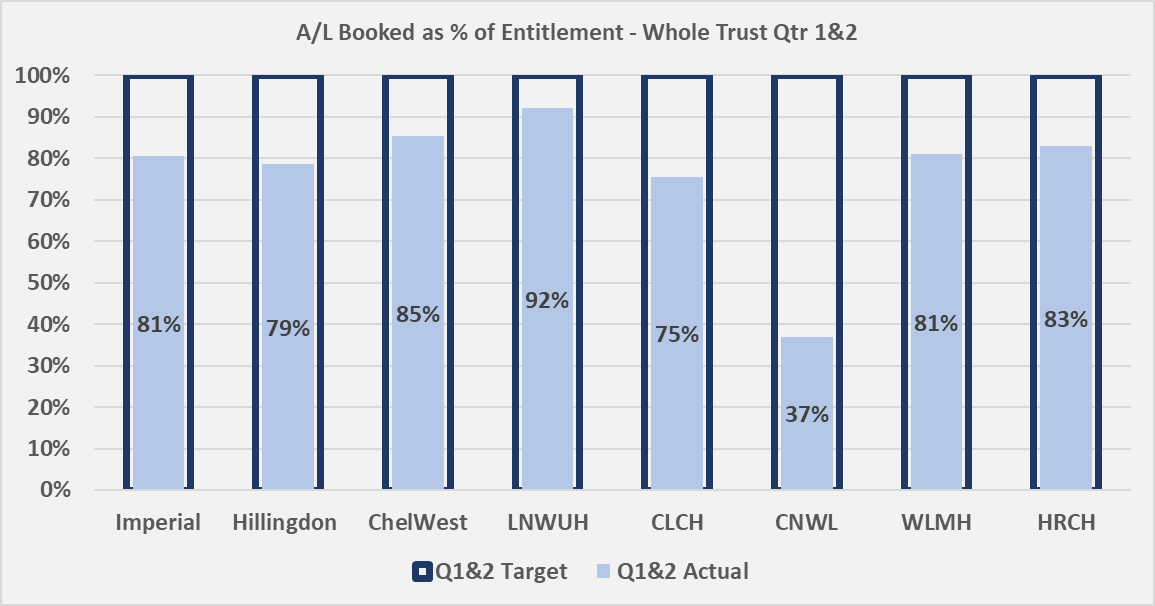 A/L Booked as % of Entitlement - Whole Trust Qtr 1&2
100%
90%
80%
70%
60%
50%
40%
30%
20%
10%
0%
81%
79%
85%
92%
75%
37%
81%
83%
Imperial
Hillingdon
ChelWest
LNWUH
CLCH
CNWL
WLMH
HRCH
Q1&2 Target
Q1&2 Actual